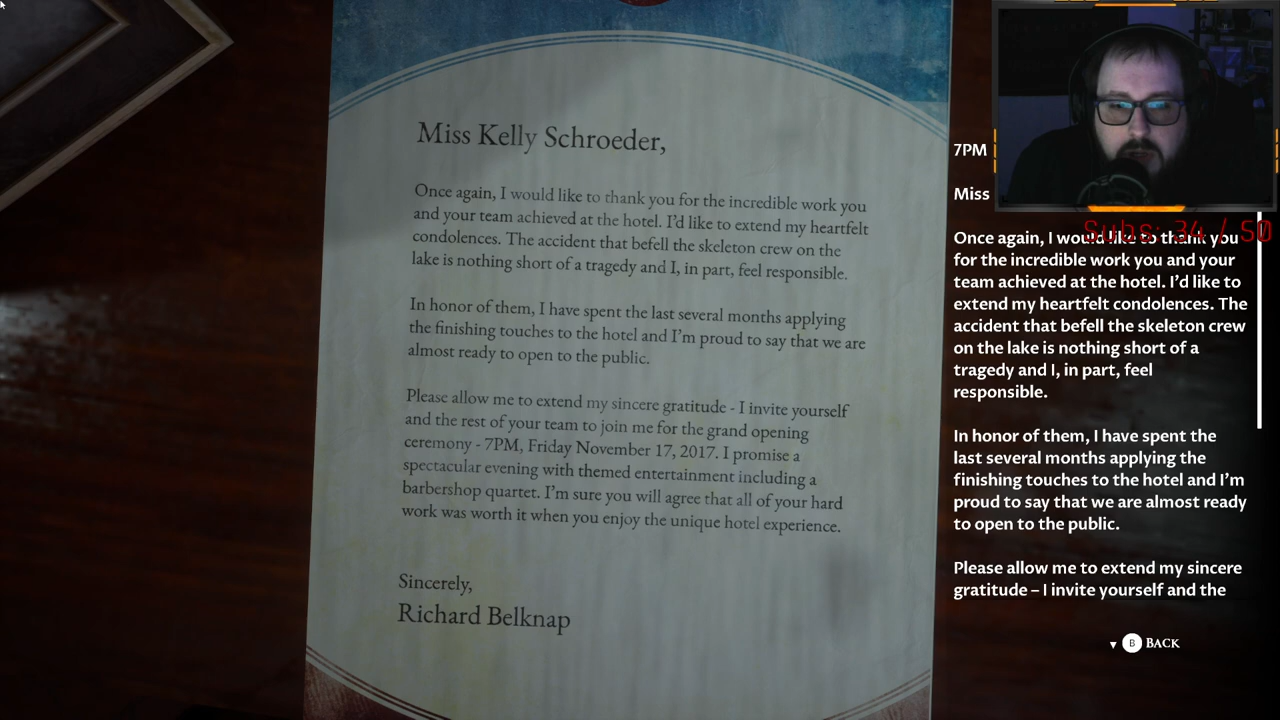 Miss Kelly Schroeder,
Once again, I would like to thank you for the incredible work you
and your team achieved at the hotel. I'd like to extend my heartfelt
condolences. The accident that befell the skeleton crew on the
lake is nothing short of a tragedy and I, in part, feel responsible.
In honor of them, I have spent the last several months applying
the finishing touches to the hotel and I'm proud to say that we are
almost ready to open to the public.
Please allow me to extend my sincere gratitude - I invite yourself
and the rest of your team to join me for the grand opening
ceremony - 7PM, Friday November 17, 2017. I promise a
spectacular evening with themed entertainment including a
barbershop quartet. I'm sure you will agree that all of your hard
work was worth it when you enjoy the unique hotel experience.
Sincerely,
Richard Belknap
7PM
Miss
Subs: 34 / 50
Once again, I would like to thank you
for the incredible work you and your
team achieved at the hotel. I'd like to
extend my heartfelt condolences. The
accident that befell the skeleton crew
on the lake is nothing short of a
tragedy and I, in part, feel
responsible.
In honor of them, I have spent the
last several months applying the
finishing touches to the hotel and I'm
proud to say that we are almost ready
to open to the public.
Please allow me to extend my sincere
gratitude – I invite yourself and the
B BACK